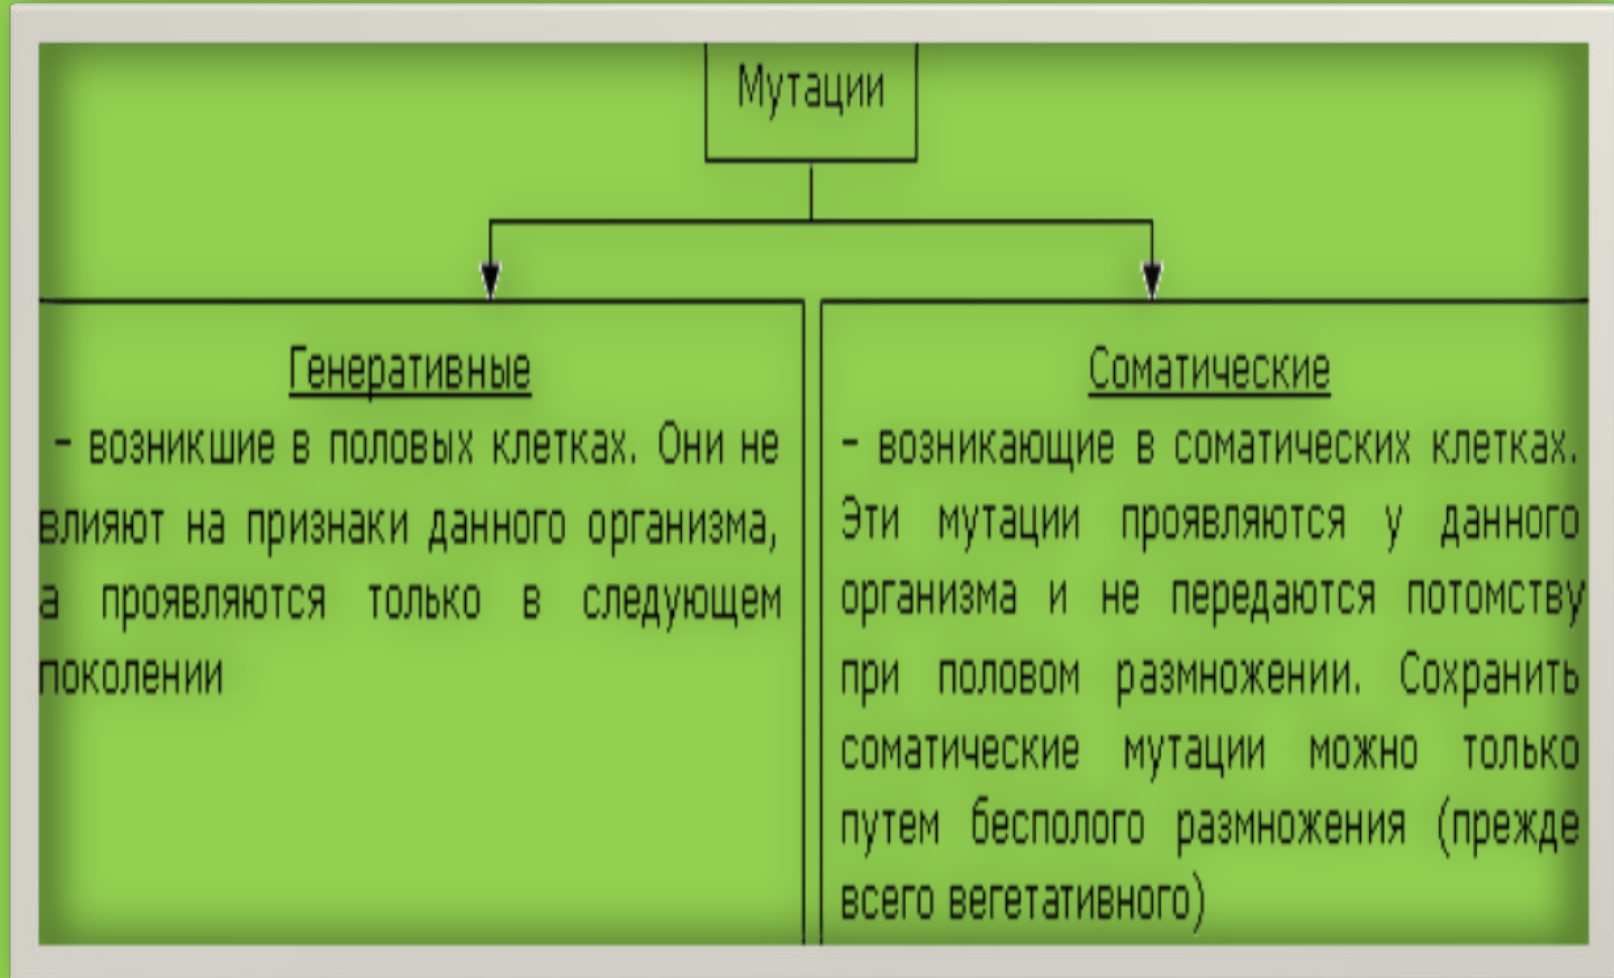 Мутации
Генеративные
– возникшие в половых клетках. Они не
влияют на признаки данного организма,
а проявляются только в следующем
поколении
Соматические
– возникающие в соматических клетках.
Эти мутации проявляются у данного
организма и не передаются потомству
при половом размножении. Сохранить
соматические мутации можно только
путем бесполого размножения (прежде
всего вегетативного)